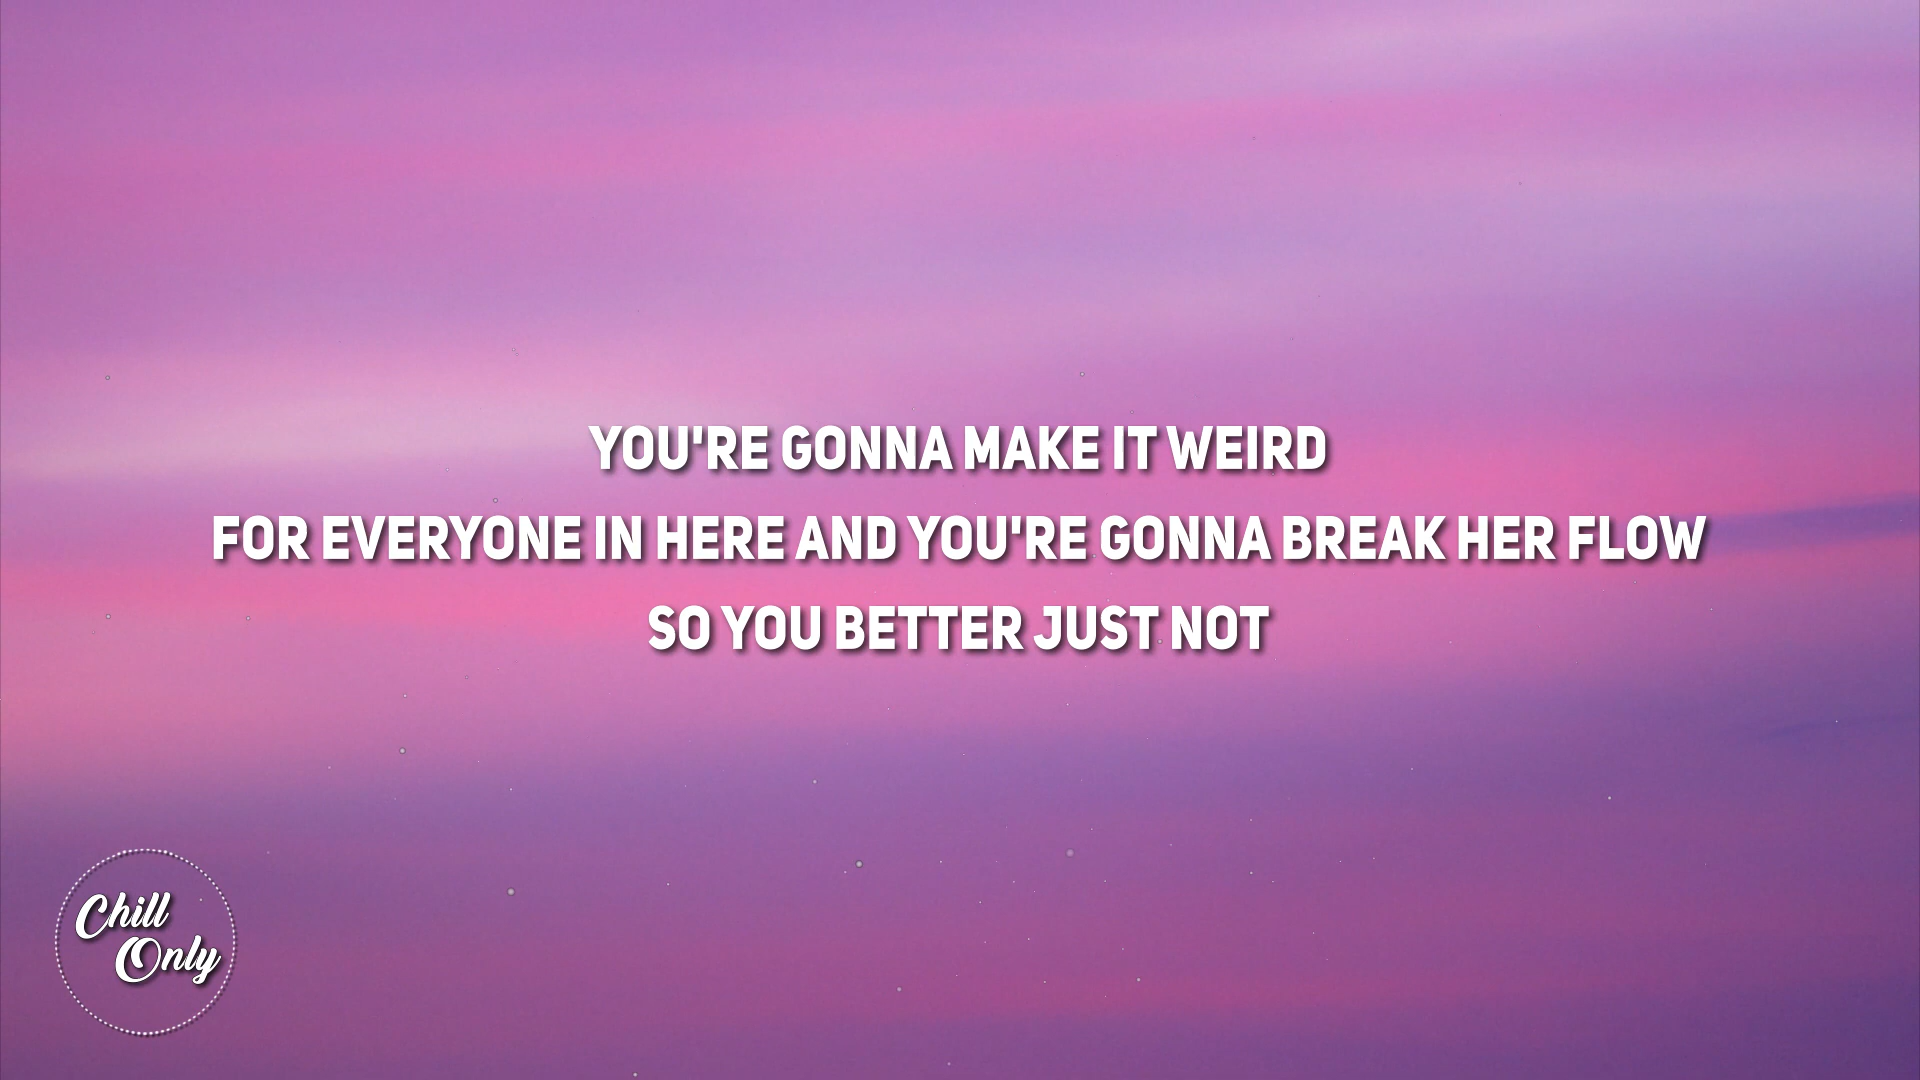 YOU'RE GONNA MAKE IT WEIRD
FOR EVERYONE IN HERE AND YOU'RE GONNA BREAK HER FLOW
SO YOU BETTER JUST NOT
Chill
Only